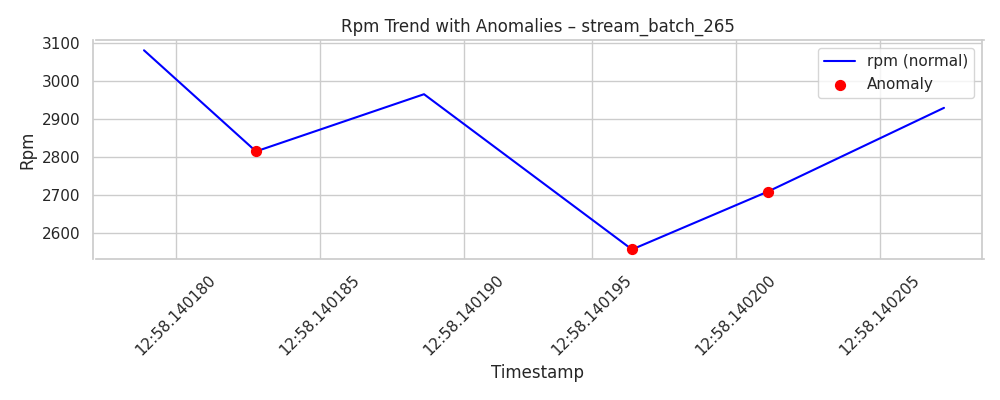 Rpm Trend with Anomalies – stream_batch_265
3100
3000
2900
2800
2700
2600
Rpm
rpm (normal)
Anomaly
12:58.140180
12:58.140185
12:58.140190
12:58.140195
12:58.140200
12:58.140205
Timestamp